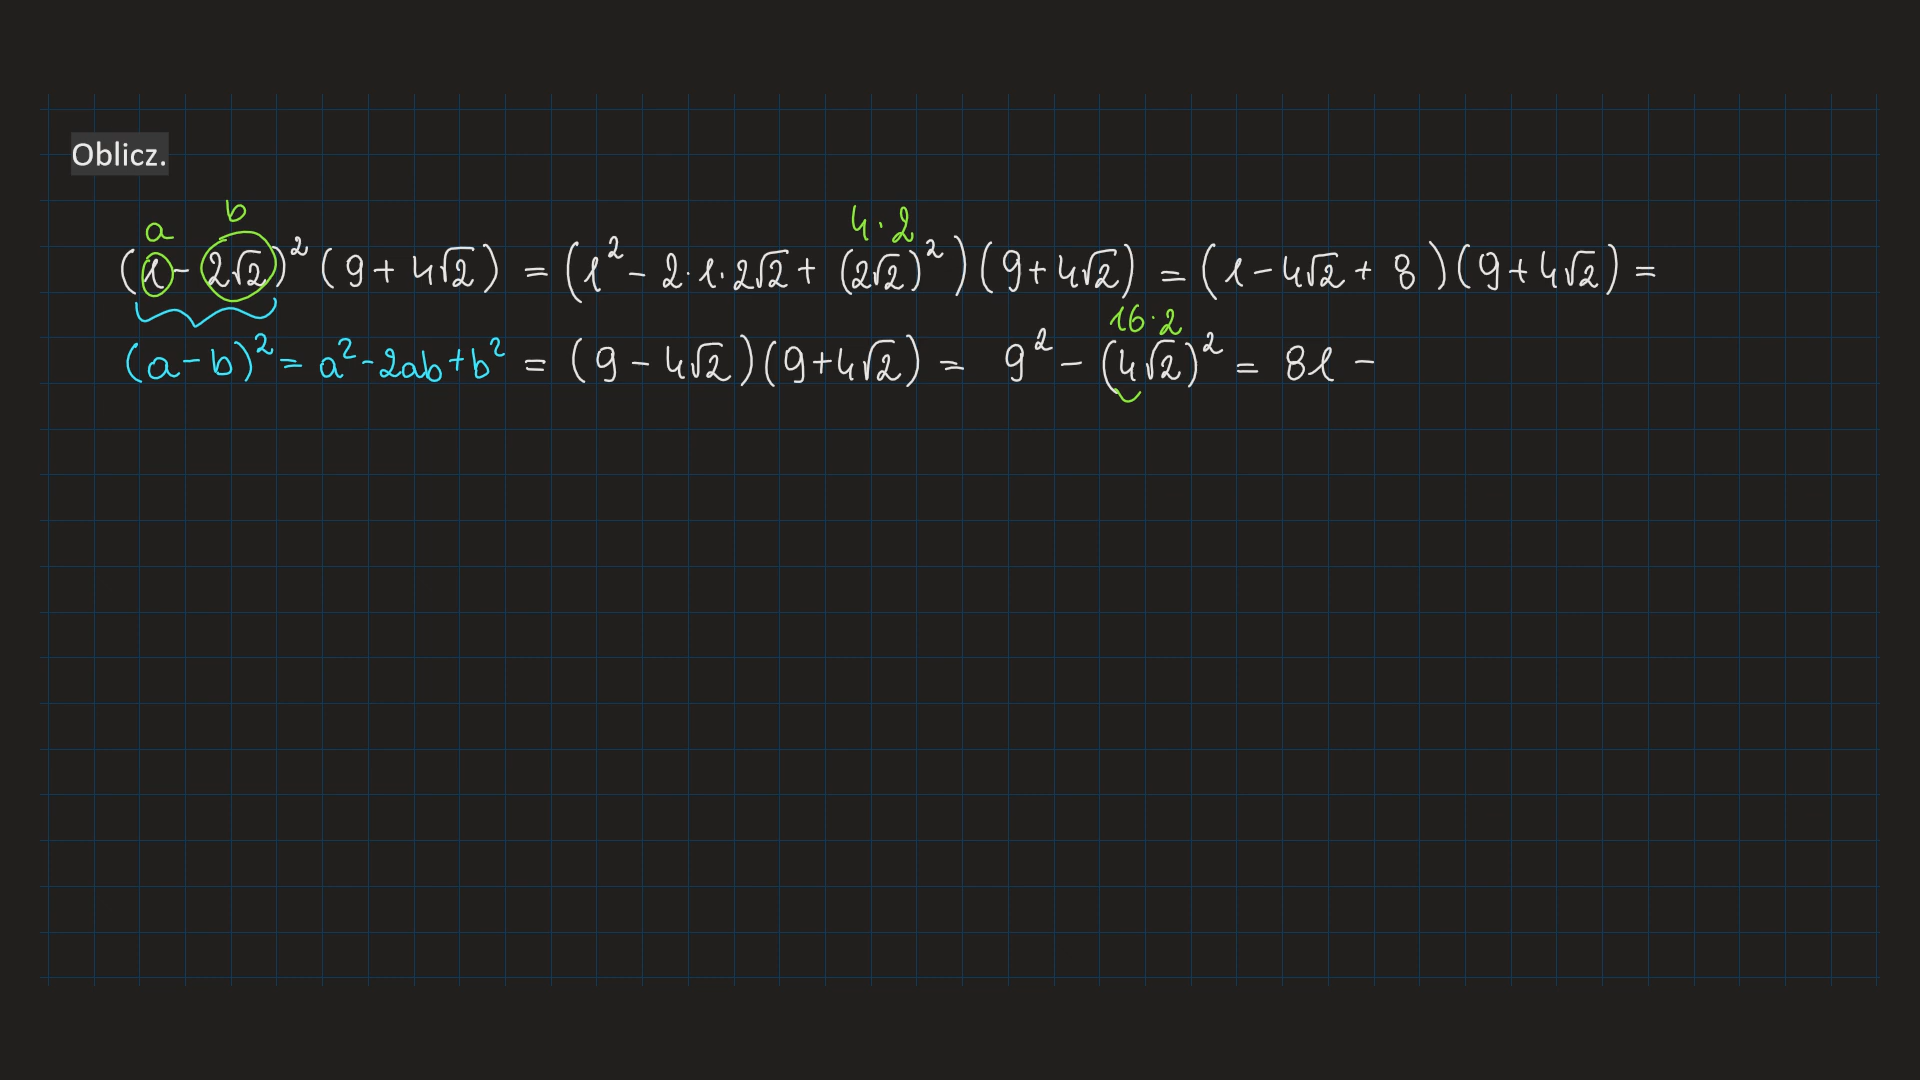 Oblicz.
a b 4·2
(1-2√2)²(9+4√2) = (1²-2·1·2√2+(2√2)²)(9+4√2) = (1-4√2+8)(9+4√2) =
16·2
(a-b)² = a²-2ab+b² = (9-4√2)(9+4√2) = 9²-(4√2)² = 81 -